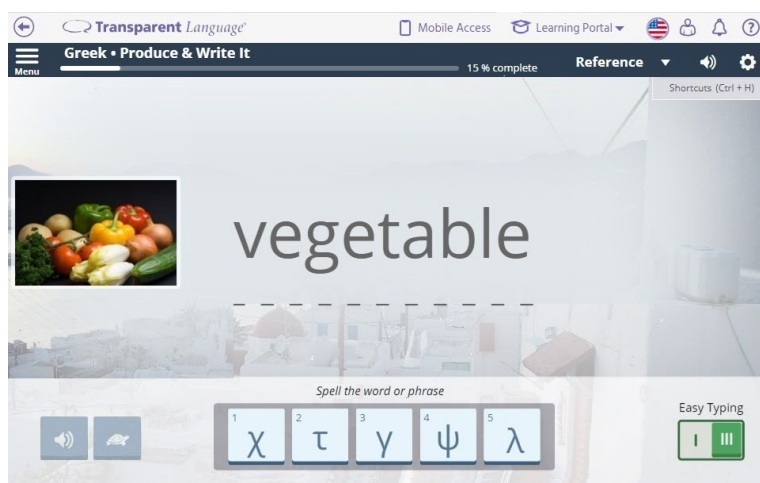 Transparent Language®
Mobile Access
Learning Portal
Greek • Produce & Write It
Menu
15 % complete
Reference
Shortcuts (Ctrl + H)
vegetable
_ _ _ _ _ _ _ _ _ _ _ _
Spell the word or phrase
1 χ 2 τ 3 γ 4 ψ 5 λ
Easy Typing
I III